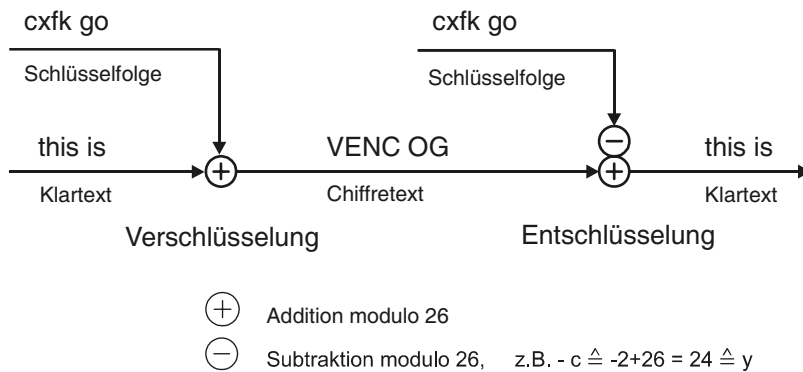 cxfk go
cxfk go
Schlüsselfolge
Schlüsselfolge
this is
VENC OG
this is
Klartext
Chiffretext
Klartext
Verschlüsselung
Entschlüsselung
+ Addition modulo 26
− Subtraktion modulo 26, z.B. - c ≙ -2+26 = 24 ≙ y